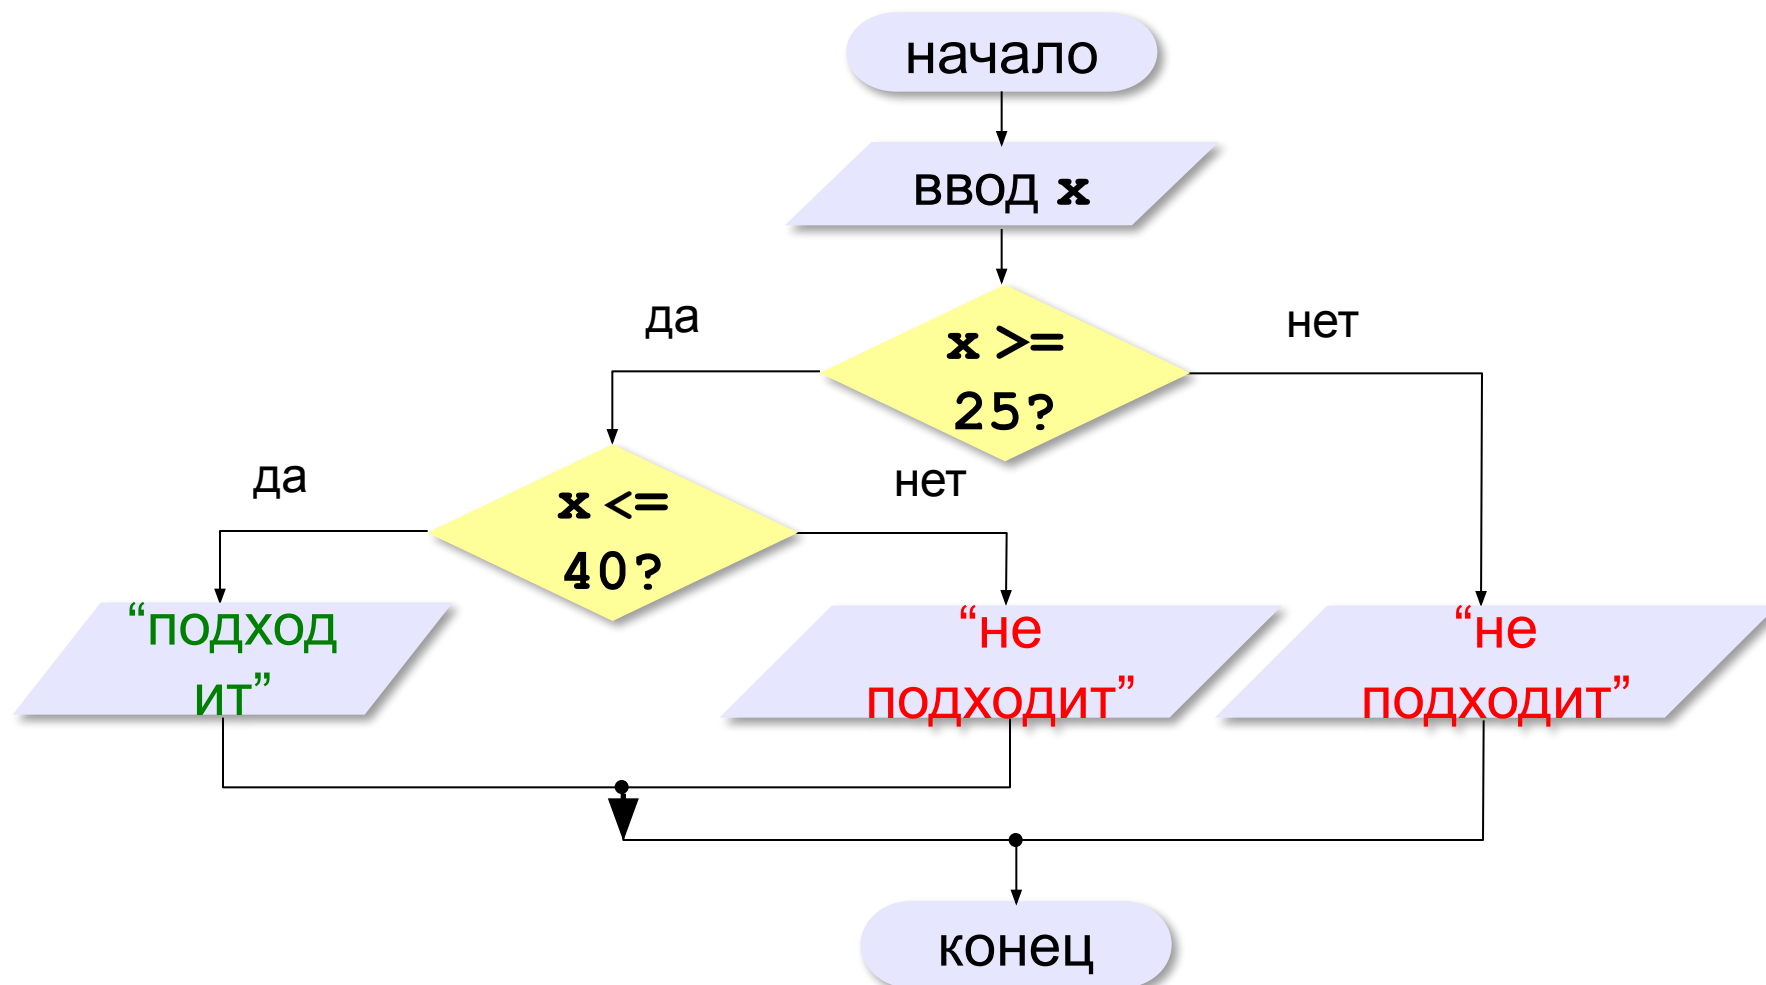 начало
ввод x
да
нет
x >=
25?
да
нет
x <=
40?
“подход
ит”
“не
подходит”
“не
подходит”
конец